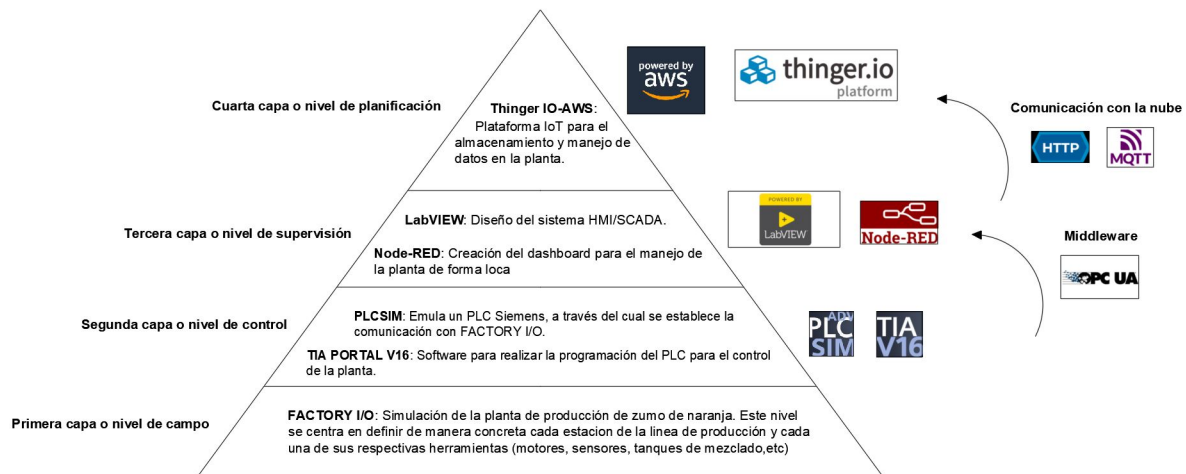 powered by
aws
thinger.io
platform
Cuarta capa o nivel de planificación
Thinger IO-AWS:
Plataforma IoT para el
almacenamiento y manejo de
datos en la planta.
Comunicación con la nube
HTTP
MQTT
POWERED BY
LabVIEW
Node-RED
Tercera capa o nivel de supervisión
LabVIEW: Diseño del sistema HMI/SCADA.
Node-RED: Creación del dashboard para el manejo de
la planta de forma loca
Middleware
OPC UA
Segunda capa o nivel de control
PLCSIM: Emula un PLC Siemens, a través del cual se establece la
comunicación con FACTORY I/O.
TIA PORTAL V16: Software para realizar la programación del PLC para el control
de la planta.
ADV
PLC
SIM
TIA
V16
Primera capa o nivel de campo
FACTORY I/O: Simulación de la planta de producción de zumo de naranja. Este nivel
se centra en definir de manera concreta cada estacion de la linea de producción y cada
una de sus respectivas herramientas (motores, sensores, tanques de mezclado,etc)